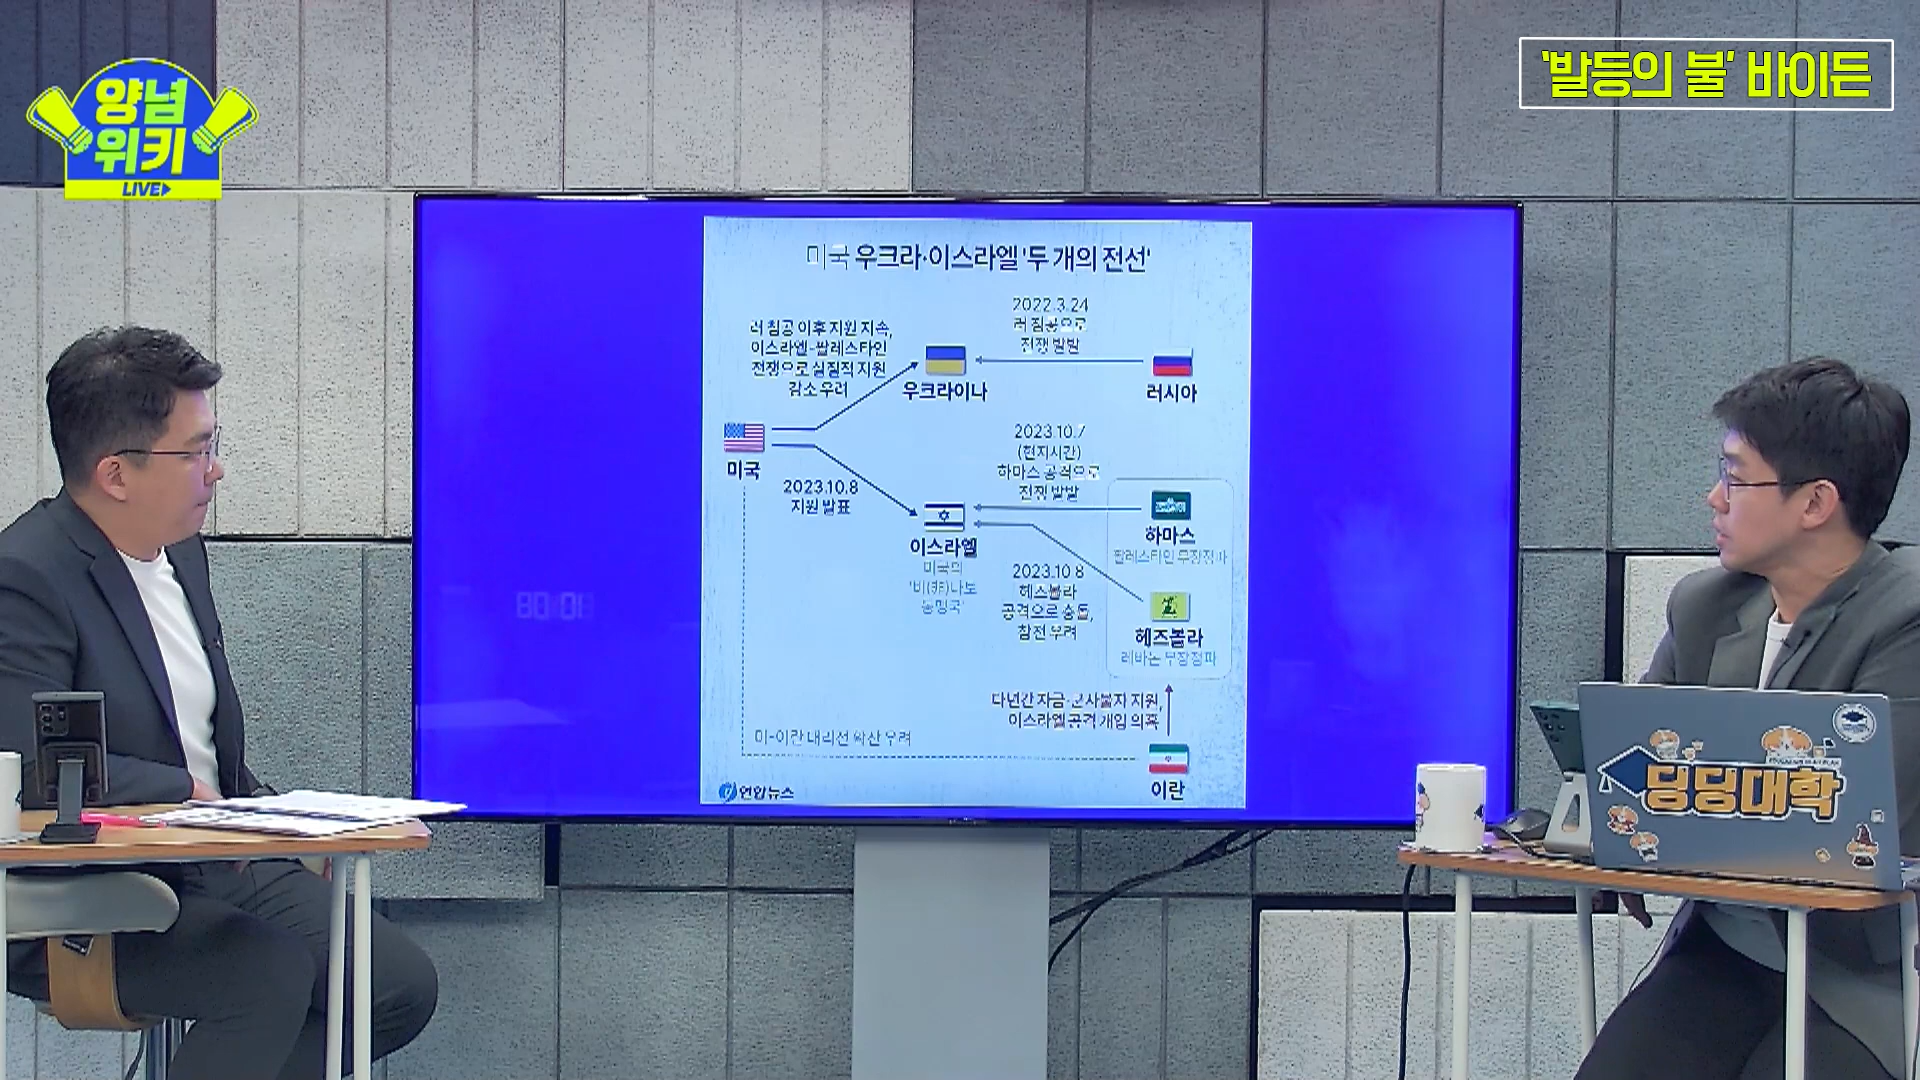 양념
위키
LIVE
'발등의 불' 바이든
미국 우크라·이스라엘 '두 개의 전선'
2022.3.24
러 침공으로
전쟁 발발
러 침공 이후 지원 지속,
이스라엘-팔레스타인
전쟁으로 실질적 지원
감소 우려
우크라이나
러시아
미국
2023.10.7
(현지시간)
하마스 공격으로
전쟁 발발
2023.10.8
지원 발표
하마스
팔레스타인 무장정파
이스라엘
미국의
'비(非)나토
동맹국'
2023.10.8
헤즈볼라
공격으로 충돌,
참전 우려
헤즈볼라
레바논 무장정파
다년간 자금·군사물자 지원,
이스라엘 공격 개입 의혹
미-이란 대리전 확산 우려
이란
연합뉴스
딩딩대학